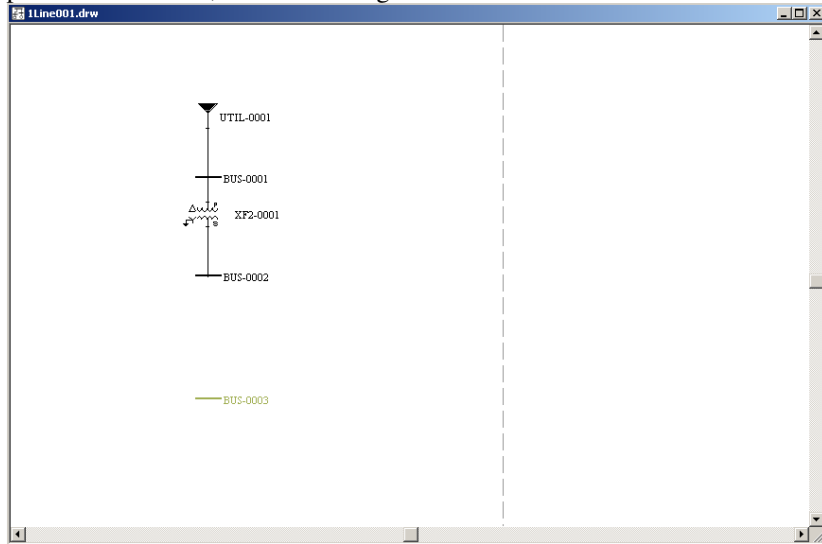 1Line001.drw
UTIL-0001
BUS-0001
P
XF2-0001
S
BUS-0002
BUS-0003